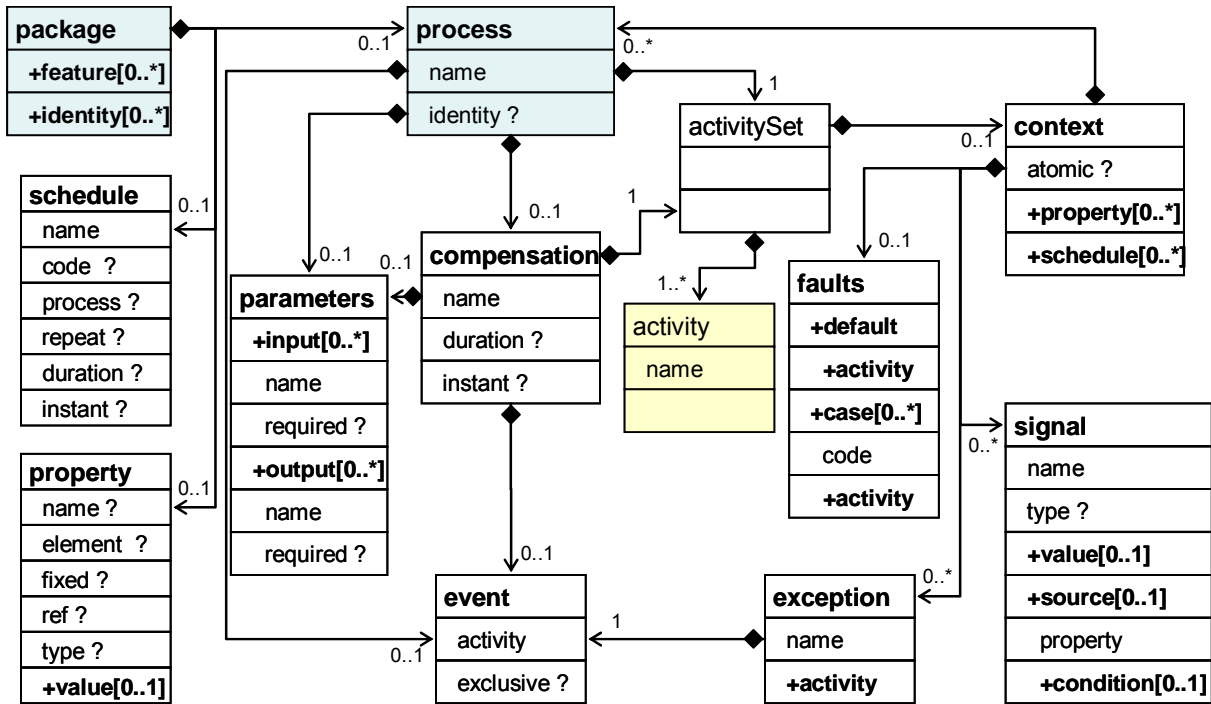 package
+feature[0..*]
+identity[0..*]
0..1
process
name
identity ?
0..*
1
activitySet
0..1
context
atomic ?
+property[0..*]
+schedule[0..*]
schedule
name
code ?
process ?
repeat ?
duration ?
instant ?
0..1
property
name ?
element ?
fixed ?
ref ?
type ?
+value[0..1]
0..1
0..1
parameters
+input[0..*]
name
required ?
+output[0..*]
name
required ?
0..1
0..1
compensation
name
duration ?
instant ?
1
1..*
activity
name
0..1
faults
+default
+activity
+case[0..*]
code
+activity
0..*
signal
name
type ?
+value[0..1]
+source[0..1]
property
+condition[0..1]
0..1
0..1
event
activity
exclusive ?
1
0..*
exception
name
+activity